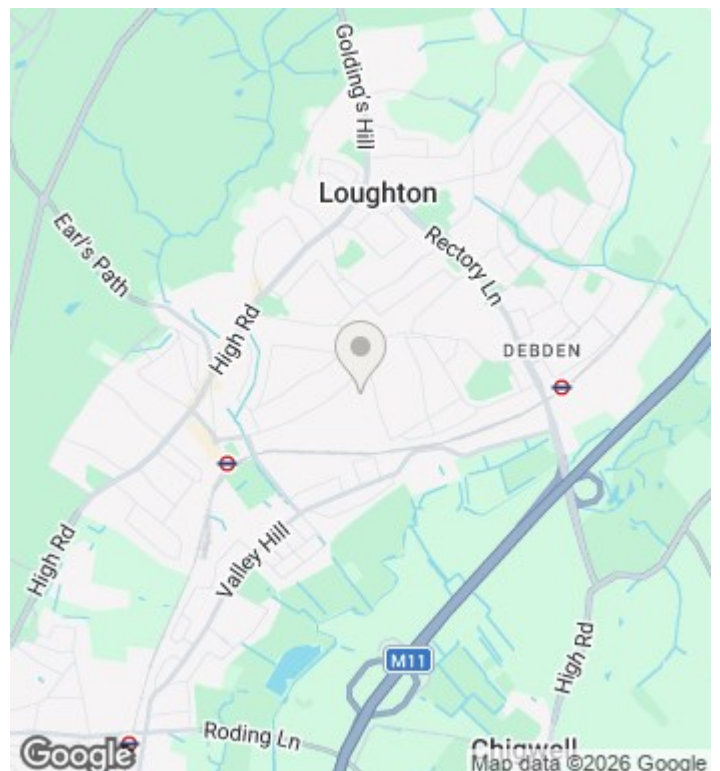 Golding's Hill
Loughton
Earl's Path
Rectory Ln
High Rd
DEBDEN
High Rd
Valley Hill
M11
High Rd
Roding Ln
Chigwell
Google
Map data ©2026 Google